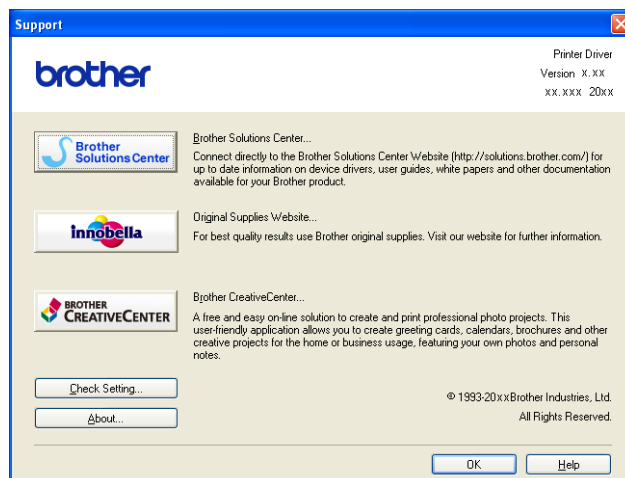 Support
brother
Printer Driver
Version X.XX
xx.xxx 20xx
Brother
Solutions Center
Brother Solutions Center...
Connect directly to the Brother Solutions Center Website (http://solutions.brother.com/) for
up to date information on device drivers, user guides, white papers and other documentation
available for your Brother product.
innobella
Original Supplies Website...
For best quality results use Brother original supplies. Visit our website for further information.
BROTHER
CREATIVECENTER
Brother CreativeCenter...
A free and easy on-line solution to create and print professional photo projects. This
user-friendly application allows you to create greeting cards, calendars, brochures and other
creative projects for the home or business usage, featuring your own photos and personal
notes.
Check Setting...
About...
© 1993-20xxBrother Industries, Ltd.
All Rights Reserved.
OK
Help